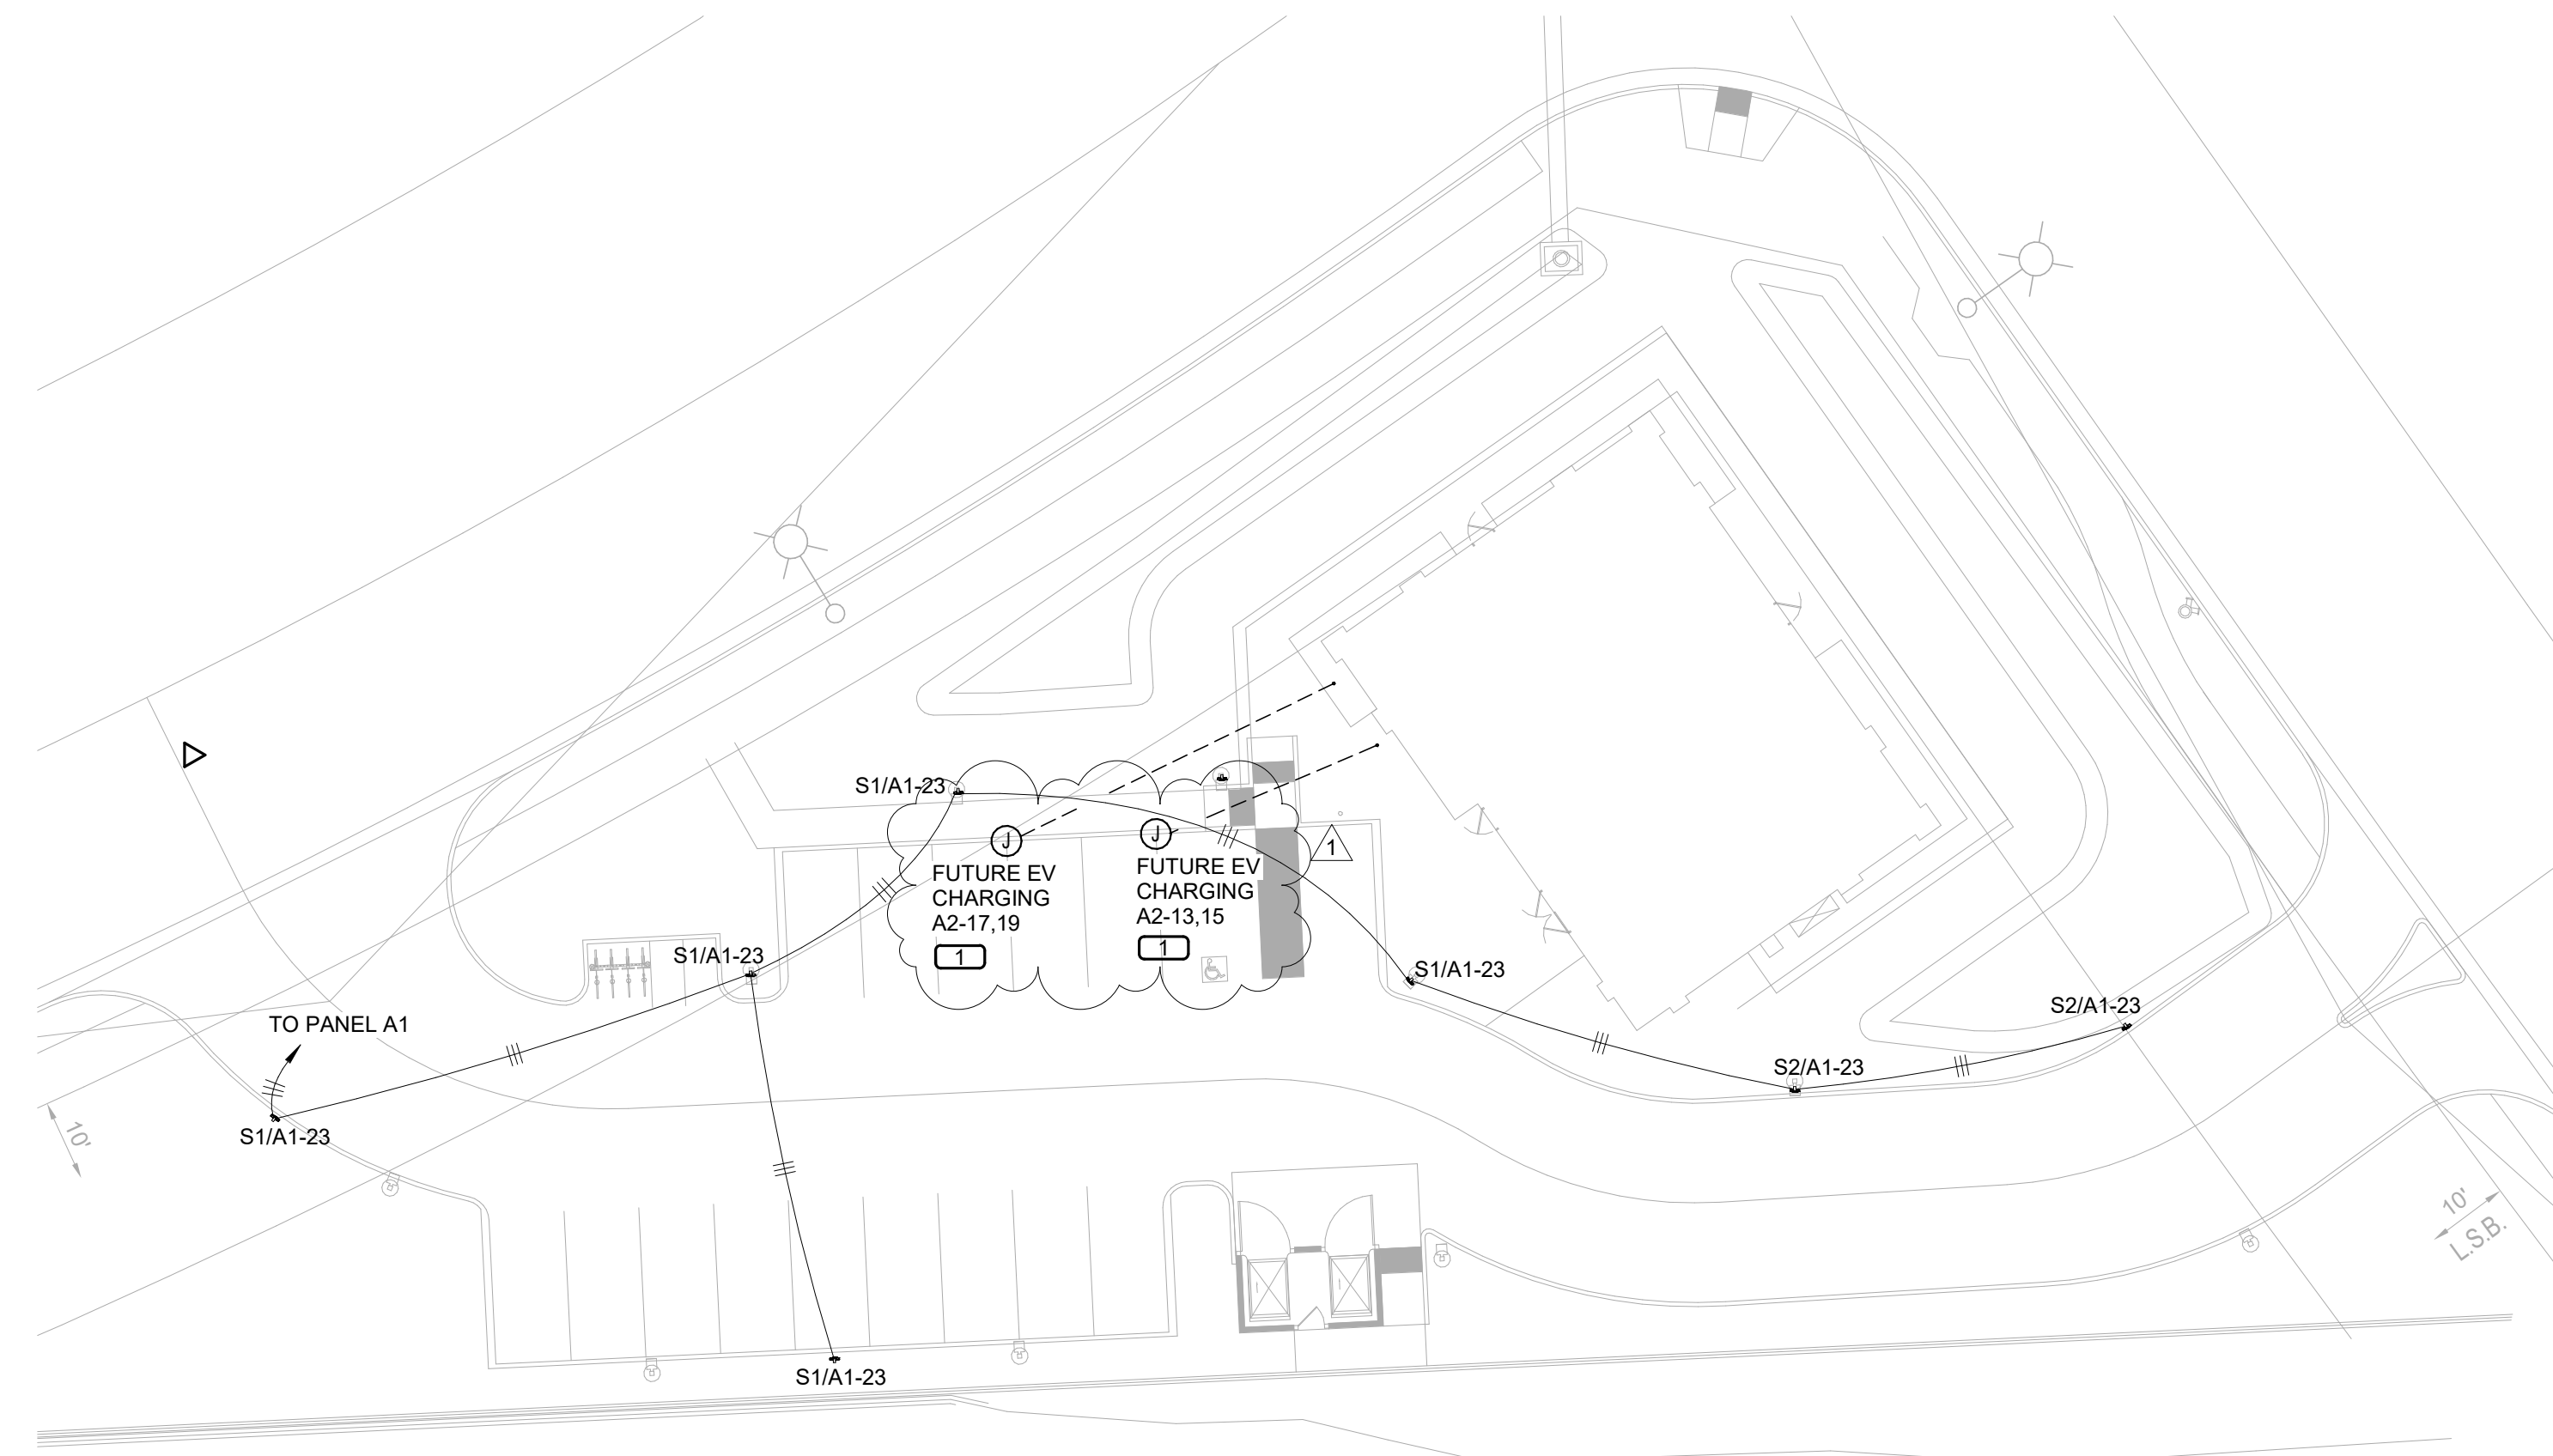 S1/A1-23
J
J
1
FUTURE EV
CHARGING
A2-17,19
1
FUTURE EV
CHARGING
A2-13,15
1
S1/A1-23
S1/A1-23
S2/A1-23
TO PANEL A1
S2/A1-23
S1/A1-23
10'
10'
L.S.B.
S1/A1-23